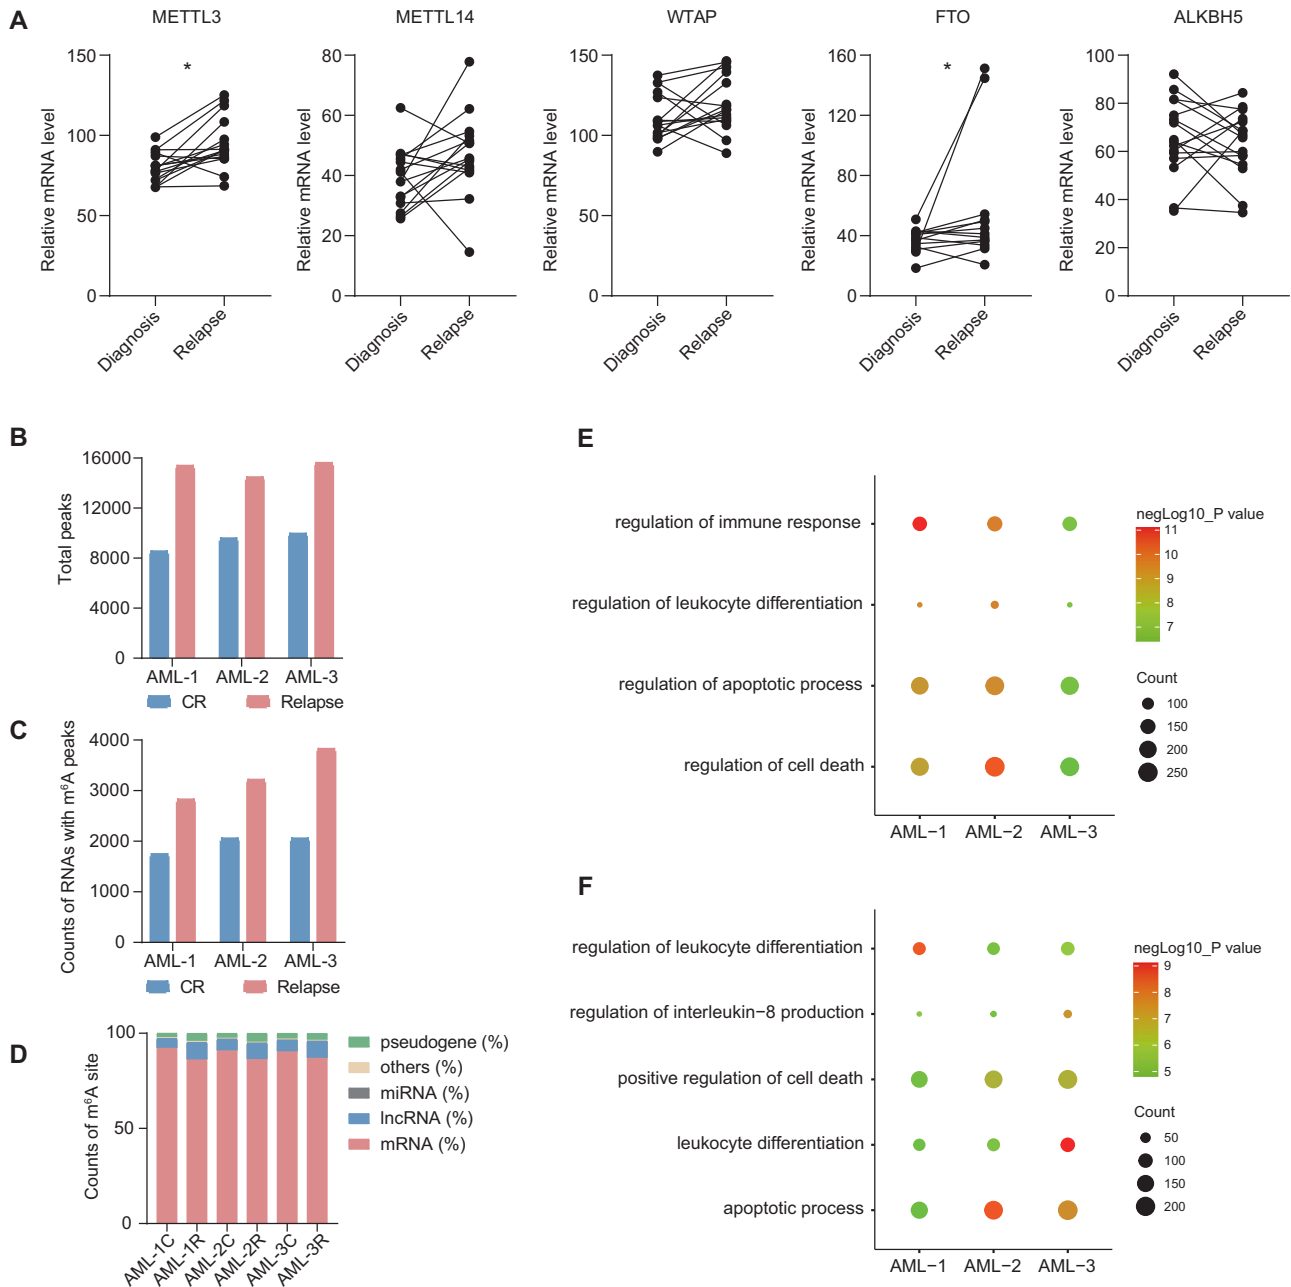 A
METTL3
METTL14
WTAP
FTO
ALKBH5
Relative mRNA level
150
100
50
0
*
Diagnosis
Relapse
Relative mRNA level
80
60
40
20
0
Diagnosis
Relapse
Relative mRNA level
150
100
50
0
Diagnosis
Relapse
Relative mRNA level
160
120
80
40
0
*
Diagnosis
Relapse
Relative mRNA level
100
80
60
40
20
0
Diagnosis
Relapse
B
Total peaks
16000
12000
8000
4000
0
AML-1
AML-2
AML-3
CR
Relapse
C
Counts of RNAs with m⁶A peaks
4000
3000
2000
1000
0
AML-1
AML-2
AML-3
CR
Relapse
D
Counts of m⁶A site
100
50
0
AML-1C
AML-1R
AML-2C
AML-2R
AML-3C
AML-3R
pseudogene (%)
others (%)
miRNA (%)
lncRNA (%)
mRNA (%)
E
regulation of immune response
regulation of leukocyte differentiation
regulation of apoptotic process
regulation of cell death
AML−1
AML−2
AML−3
negLog10_P value
11
10
9
8
7
Count
100
150
200
250
F
regulation of leukocyte differentiation
regulation of interleukin−8 production
positive regulation of cell death
leukocyte differentiation
apoptotic process
AML−1
AML−2
AML−3
negLog10_P value
9
8
7
6
5
Count
50
100
150
200